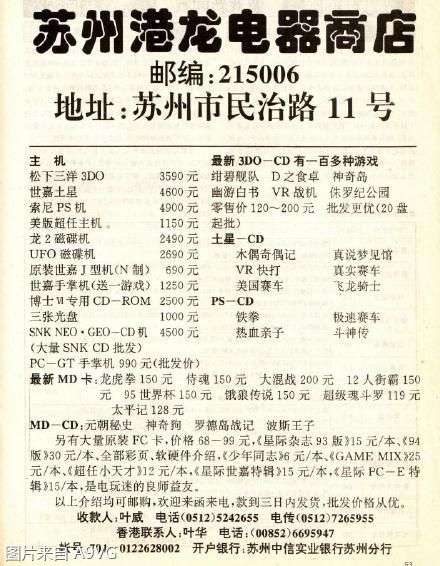 苏州港龙电器商店
邮编:215006
地址:苏州市民治路 11 号
主 机
松下三洋3DO 3590 元
世嘉土星 4600 元
索尼 PS 机 4900 元
美版超任主机 1150 元
龙 2 磁碟机 2490 元
UFO 磁碟机 2690 元
原装世嘉 J 型机(N 制) 690 元
世嘉手掌机(送一游戏) 1250 元
博士Ⅵ专用 CD-ROM 2500 元
三张光盘 1000 元
SNK NEO·GEO-CD机 4500 元
(大量 SNK CD 批发)
PC-GT 手掌机 990 元(批发价)
最新 3DO-CD 有一百多种游戏
绀碧舰队 D 之食卓 神奇岛
幽游白书 VR 战机 侏罗纪公园
零售价 120~200 元 批发更优(20 盘
起批)
土星-CD
木偶奇偶记 真说梦见馆
VR 快打 真实赛车
美国赛车 飞龙骑士
PS-CD
铁拳 极速赛车
热血亲子 斗神传
最新 MD 卡:龙虎拳 150 元 侍魂 150 元 大混战 200 元 12 人街霸 150
元 95 世界杯 150 元 饿狼传说 150 元 超级魂斗罗 119 元
太平记 128 元
MD-CD:元朝秘史 神奇狗 罗德岛战记 波斯王子
另有大量原装 FC 卡,价格 68-99 元,《星际杂志 93 版》15 元/本、《94
版》30 元/本、全部彩页、软硬件介绍,《少年同志》6 元/本、《GAME MIX》25
元/本、《超任小天才》12 元/本,《星际世嘉特辑》15 元/本,《星际 PC-E 特
辑》15/本,是电玩迷的良师益友。
以上介绍均可邮购,欢迎来函来电,款到三日内发货,批发价格从优。
收款人:叶威 电话(0512)5242655 电传(0512)7265955
香港联系人:叶华 电话:(00852)6695947
帐号:701-0122628002 开户银行:苏州中信实业银行苏州分行
53
图片来自 A9VG